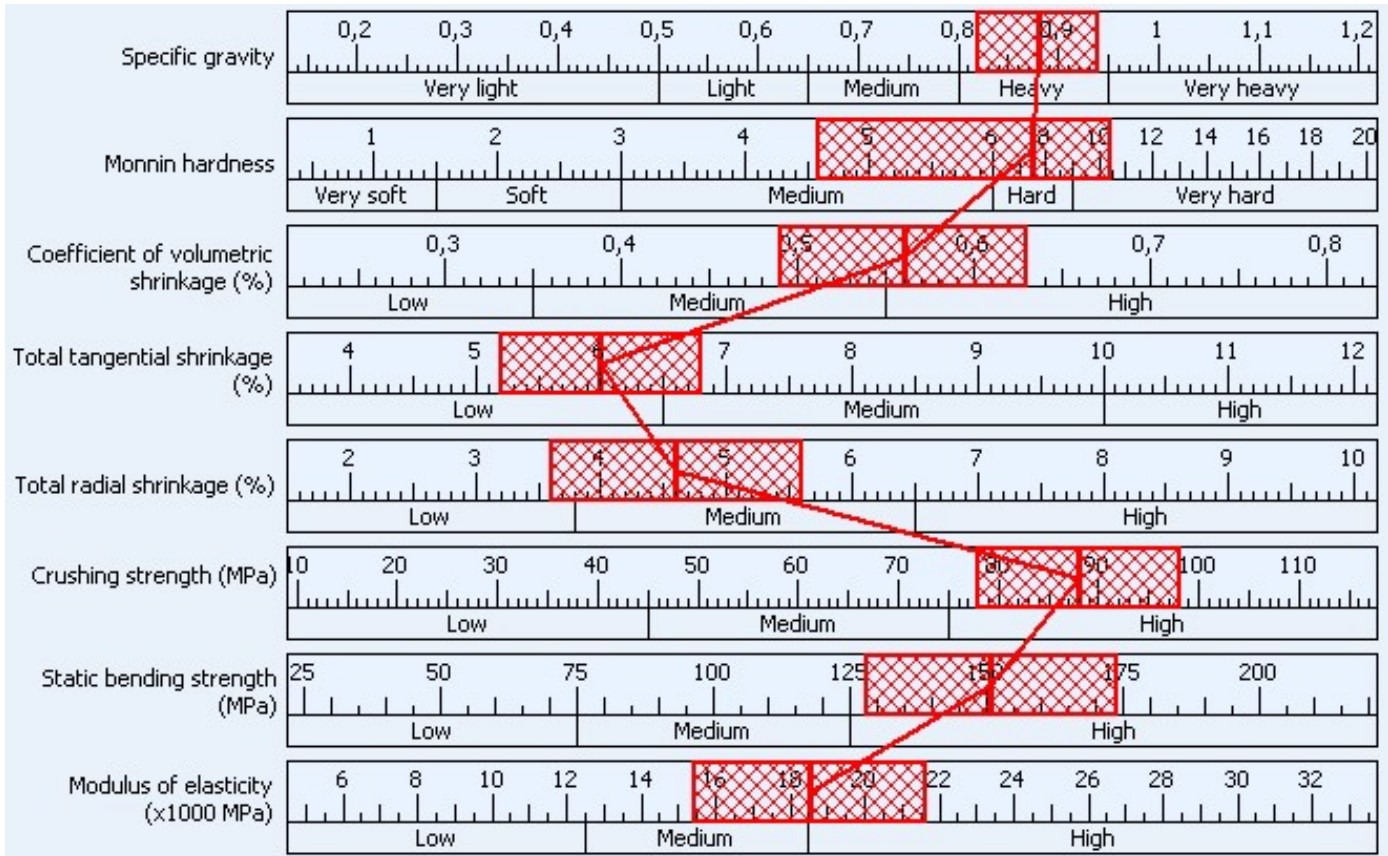 Specific gravity
0,2 0,3 0,4 0,5 0,6 0,7 0,8 0,9 1 1,1 1,2
Very light Light Medium Heavy Very heavy
Monnin hardness
1 2 3 4 5 6 8 10 12 14 16 18 20
Very soft Soft Medium Hard Very hard
Coefficient of volumetric
shrinkage (%)
0,3 0,4 0,5 0,6 0,7 0,8
Low Medium High
Total tangential shrinkage
(%)
4 5 6 7 8 9 10 11 12
Low Medium High
Total radial shrinkage (%)
2 3 4 5 6 7 8 9 10
Low Medium High
Crushing strength (MPa)
10 20 30 40 50 60 70 80 90 100 110
Low Medium High
Static bending strength
(MPa)
25 50 75 100 125 150 175 200
Low Medium High
Modulus of elasticity
(x1000 MPa)
6 8 10 12 14 16 18 20 22 24 26 28 30 32
Low Medium High